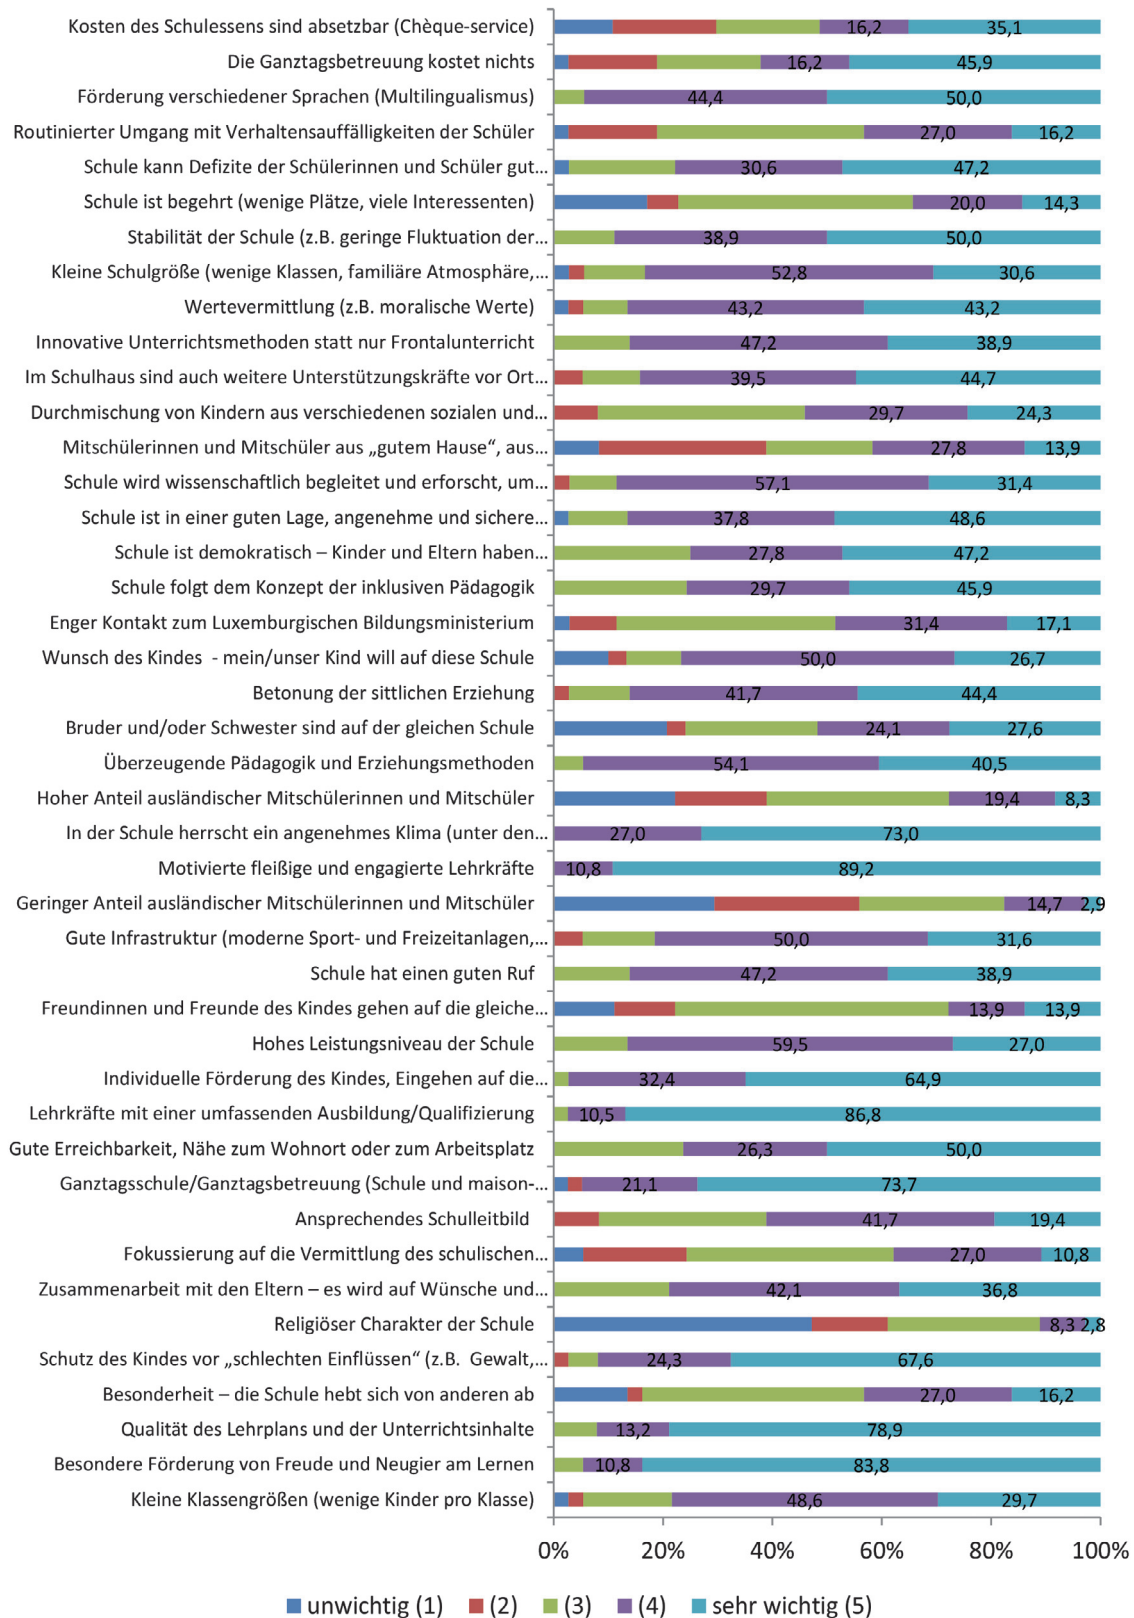 Kosten des Schulessens sind absetzbar (Chèque-service) 16,2 35,1
Die Ganztagsbetreuung kostet nichts 16,2 45,9
Förderung verschiedener Sprachen (Multilingualismus) 44,4 50,0
Routinierter Umgang mit Verhaltensauffälligkeiten der Schüler 27,0 16,2
Schule kann Defizite der Schülerinnen und Schüler gut… 30,6 47,2
Schule ist begehrt (wenige Plätze, viele Interessenten) 20,0 14,3
Stabilität der Schule (z.B. geringe Fluktuation der… 38,9 50,0
Kleine Schulgröße (wenige Klassen, familiäre Atmosphäre,… 52,8 30,6
Wertevermittlung (z.B. moralische Werte) 43,2 43,2
Innovative Unterrichtsmethoden statt nur Frontalunterricht 47,2 38,9
Im Schulhaus sind auch weitere Unterstützungskräfte vor Ort… 39,5 44,7
Durchmischung von Kindern aus verschiedenen sozialen und… 29,7 24,3
Mitschülerinnen und Mitschüler aus „gutem Hause“, aus… 27,8 13,9
Schule wird wissenschaftlich begleitet und erforscht, um… 57,1 31,4
Schule ist in einer guten Lage, angenehme und sichere… 37,8 48,6
Schule ist demokratisch – Kinder und Eltern haben… 27,8 47,2
Schule folgt dem Konzept der inklusiven Pädagogik 29,7 45,9
Enger Kontakt zum Luxemburgischen Bildungsministerium 31,4 17,1
Wunsch des Kindes - mein/unser Kind will auf diese Schule 50,0 26,7
Betonung der sittlichen Erziehung 41,7 44,4
Bruder und/oder Schwester sind auf der gleichen Schule 24,1 27,6
Überzeugende Pädagogik und Erziehungsmethoden 54,1 40,5
Hoher Anteil ausländischer Mitschülerinnen und Mitschüler 19,4 8,3
In der Schule herrscht ein angenehmes Klima (unter den… 27,0 73,0
Motivierte fleißige und engagierte Lehrkräfte 10,8 89,2
Geringer Anteil ausländischer Mitschülerinnen und Mitschüler 14,7 2,9
Gute Infrastruktur (moderne Sport- und Freizeitanlagen,… 50,0 31,6
Schule hat einen guten Ruf 47,2 38,9
Freundinnen und Freunde des Kindes gehen auf die gleiche… 13,9 13,9
Hohes Leistungsniveau der Schule 59,5 27,0
Individuelle Förderung des Kindes, Eingehen auf die… 32,4 64,9
Lehrkräfte mit einer umfassenden Ausbildung/Qualifizierung 10,5 86,8
Gute Erreichbarkeit, Nähe zum Wohnort oder zum Arbeitsplatz 26,3 50,0
Ganztagsschule/Ganztagsbetreuung (Schule und maison-… 21,1 73,7
Ansprechendes Schulleitbild 41,7 19,4
Fokussierung auf die Vermittlung des schulischen… 27,0 10,8
Zusammenarbeit mit den Eltern – es wird auf Wünsche und… 42,1 36,8
Religiöser Charakter der Schule 8,3 2,8
Schutz des Kindes vor „schlechten Einflüssen“ (z.B. Gewalt,… 24,3 67,6
Besonderheit – die Schule hebt sich von anderen ab 27,0 16,2
Qualität des Lehrplans und der Unterrichtsinhalte 13,2 78,9
Besondere Förderung von Freude und Neugier am Lernen 10,8 83,8
Kleine Klassengrößen (wenige Kinder pro Klasse) 48,6 29,7
0% 20% 40% 60% 80% 100%
unwichtig (1) (2) (3) (4) sehr wichtig (5)